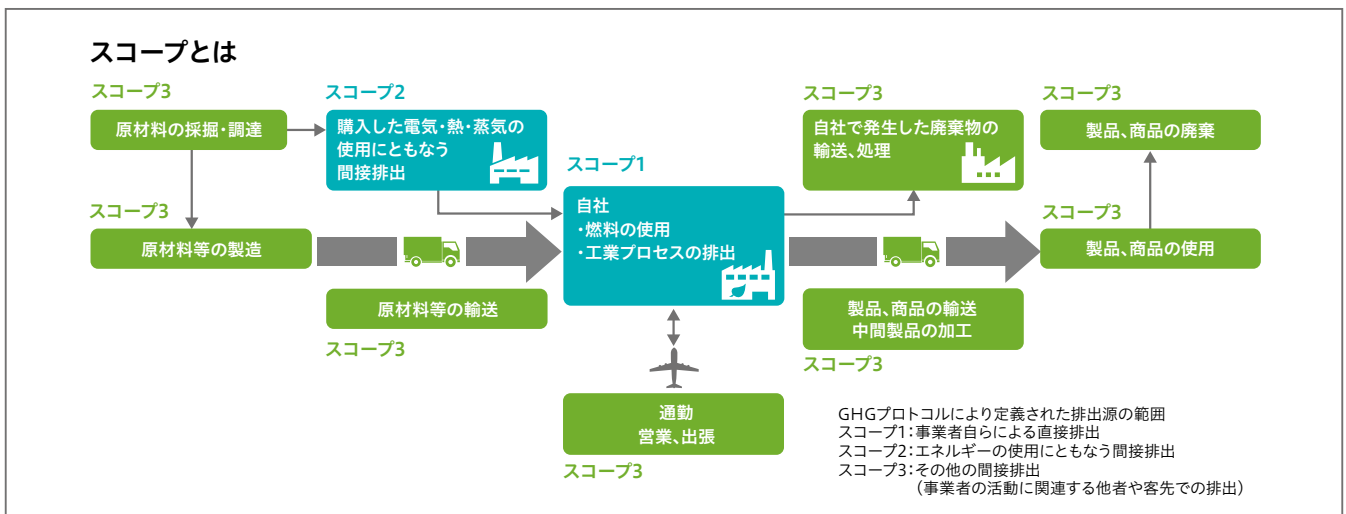 スコープとは
スコープ3
原材料の採掘・調達
スコープ2
購入した電気・熱・蒸気の
使用にともなう
間接排出
スコープ3
原材料等の製造
原材料等の輸送
スコープ3
スコープ1
自社
・燃料の使用
・工業プロセスの排出
通勤
営業、出張
スコープ3
スコープ3
自社で発生した廃棄物の
輸送、処理
製品、商品の輸送
中間製品の加工
スコープ3
スコープ3
製品、商品の廃棄
スコープ3
製品、商品の使用
GHGプロトコルにより定義された排出源の範囲
スコープ1：事業者自らによる直接排出
スコープ2：エネルギーの使用にともなう間接排出
スコープ3：その他の間接排出
（事業者の活動に関連する他者や客先での排出）